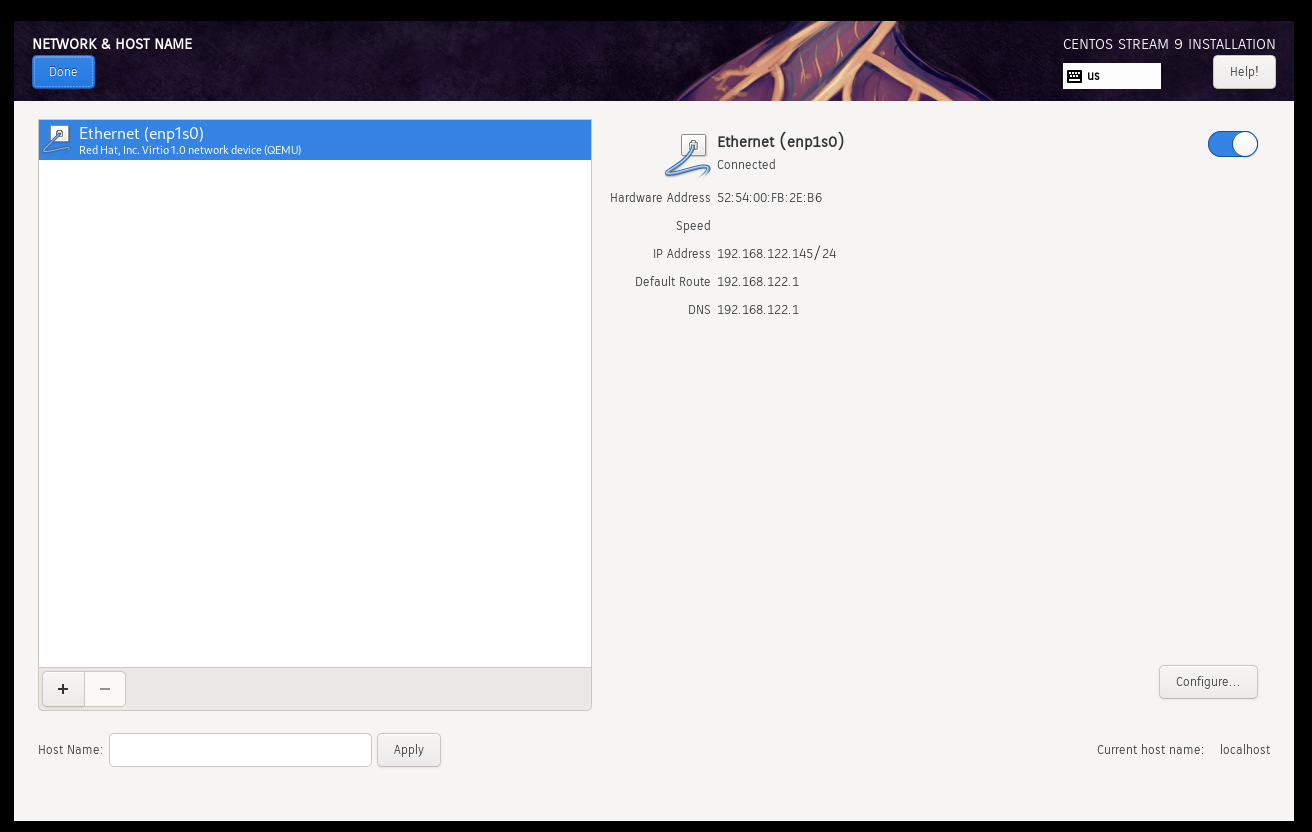 NETWORK & HOST NAME
CENTOS STREAM 9 INSTALLATION
Done
us
Help!
Ethernet (enp1s0)
Red Hat, Inc. Virtio 1.0 network device (QEMU)
Ethernet (enp1s0)
Connected
Hardware Address 52:54:00:FB:2E:B6
Speed
IP Address 192.168.122.145/24
Default Route 192.168.122.1
DNS 192.168.122.1
+ −
Configure...
Host Name:
Apply
Current host name: localhost